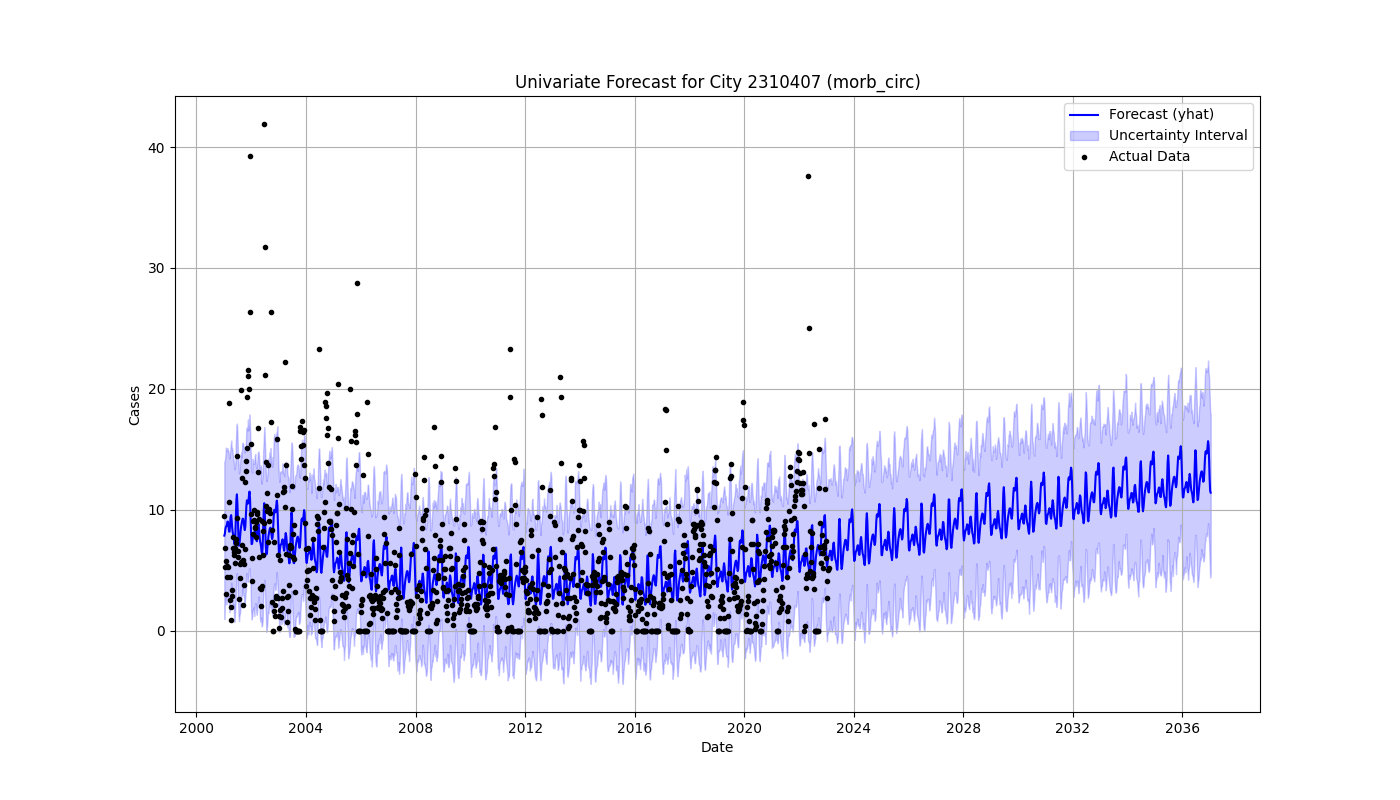 Univariate Forecast for City 2310407 (morb_circ)
Forecast (yhat)
Uncertainty Interval
Actual Data
Cases
40
30
20
10
0
2000 2004 2008 2012 2016 2020 2024 2028 2032 2036
Date